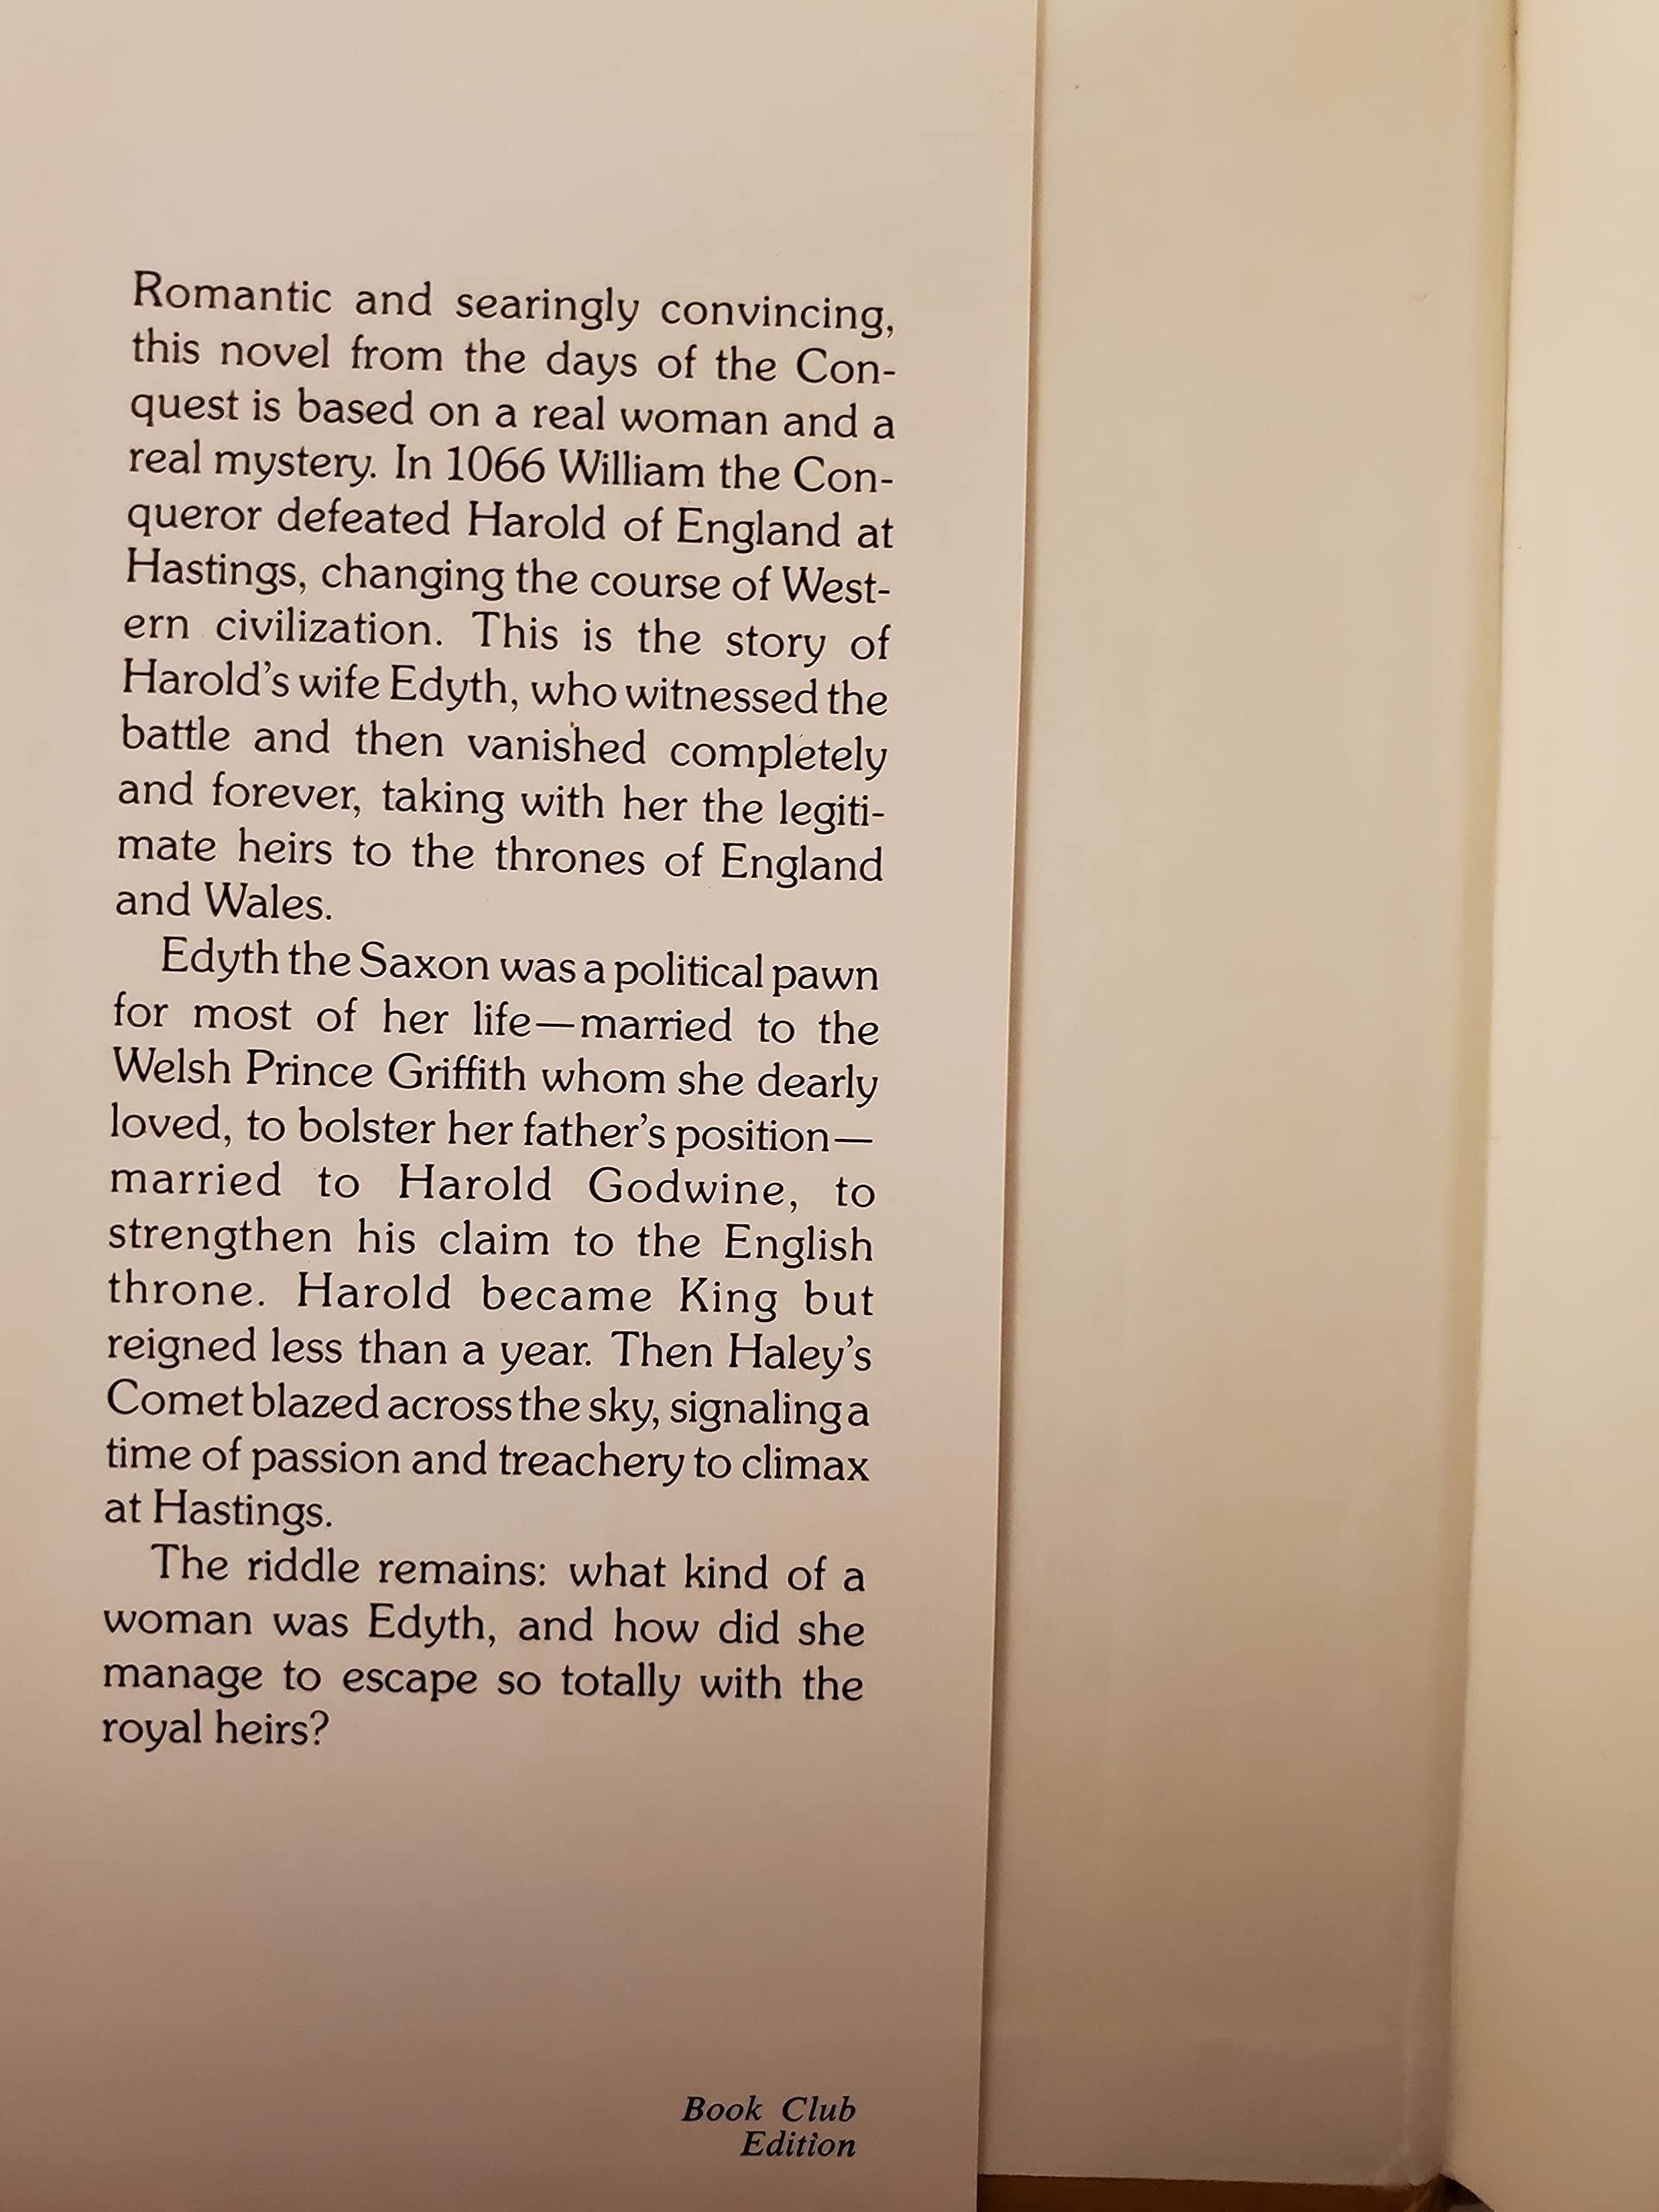 Romantic and searingly convincing,
this novel from the days of the Con-
quest is based on a real woman and a
real mystery. In 1066 William the Con-
queror defeated Harold of England at
Hastings, changing the course of West-
ern civilization. This is the story of
Harold's wife Edyth, who witnessed the
battle and then vanished completely
and forever, taking with her the legiti-
mate heirs to the thrones of England
and Wales.
Edyth the Saxon was a political pawn
for most of her life—married to the
Welsh Prince Griffith whom she dearly
loved, to bolster her father's position—
married to Harold Godwine, to
strengthen his claim to the English
throne. Harold became King but
reigned less than a year. Then Haley's
Comet blazed across the sky, signaling a
time of passion and treachery to climax
at Hastings.
The riddle remains: what kind of a
woman was Edyth, and how did she
manage to escape so totally with the
royal heirs?
Book Club
Edition